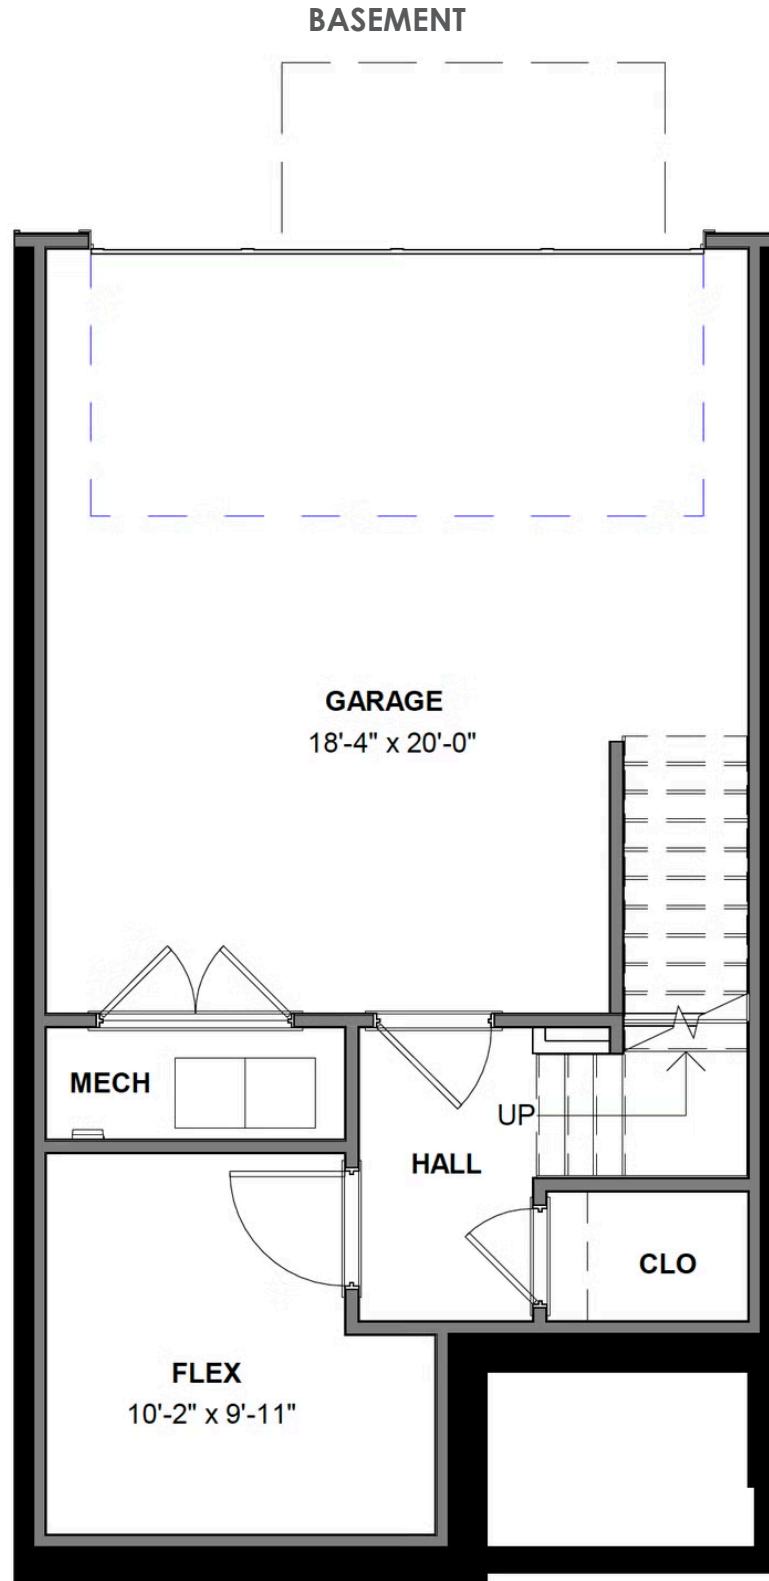 BASEMENT
GARAGE
18'-4" x 20'-0"
MECH
UP
HALL
CLO
FLEX
10'-2" x 9'-11"